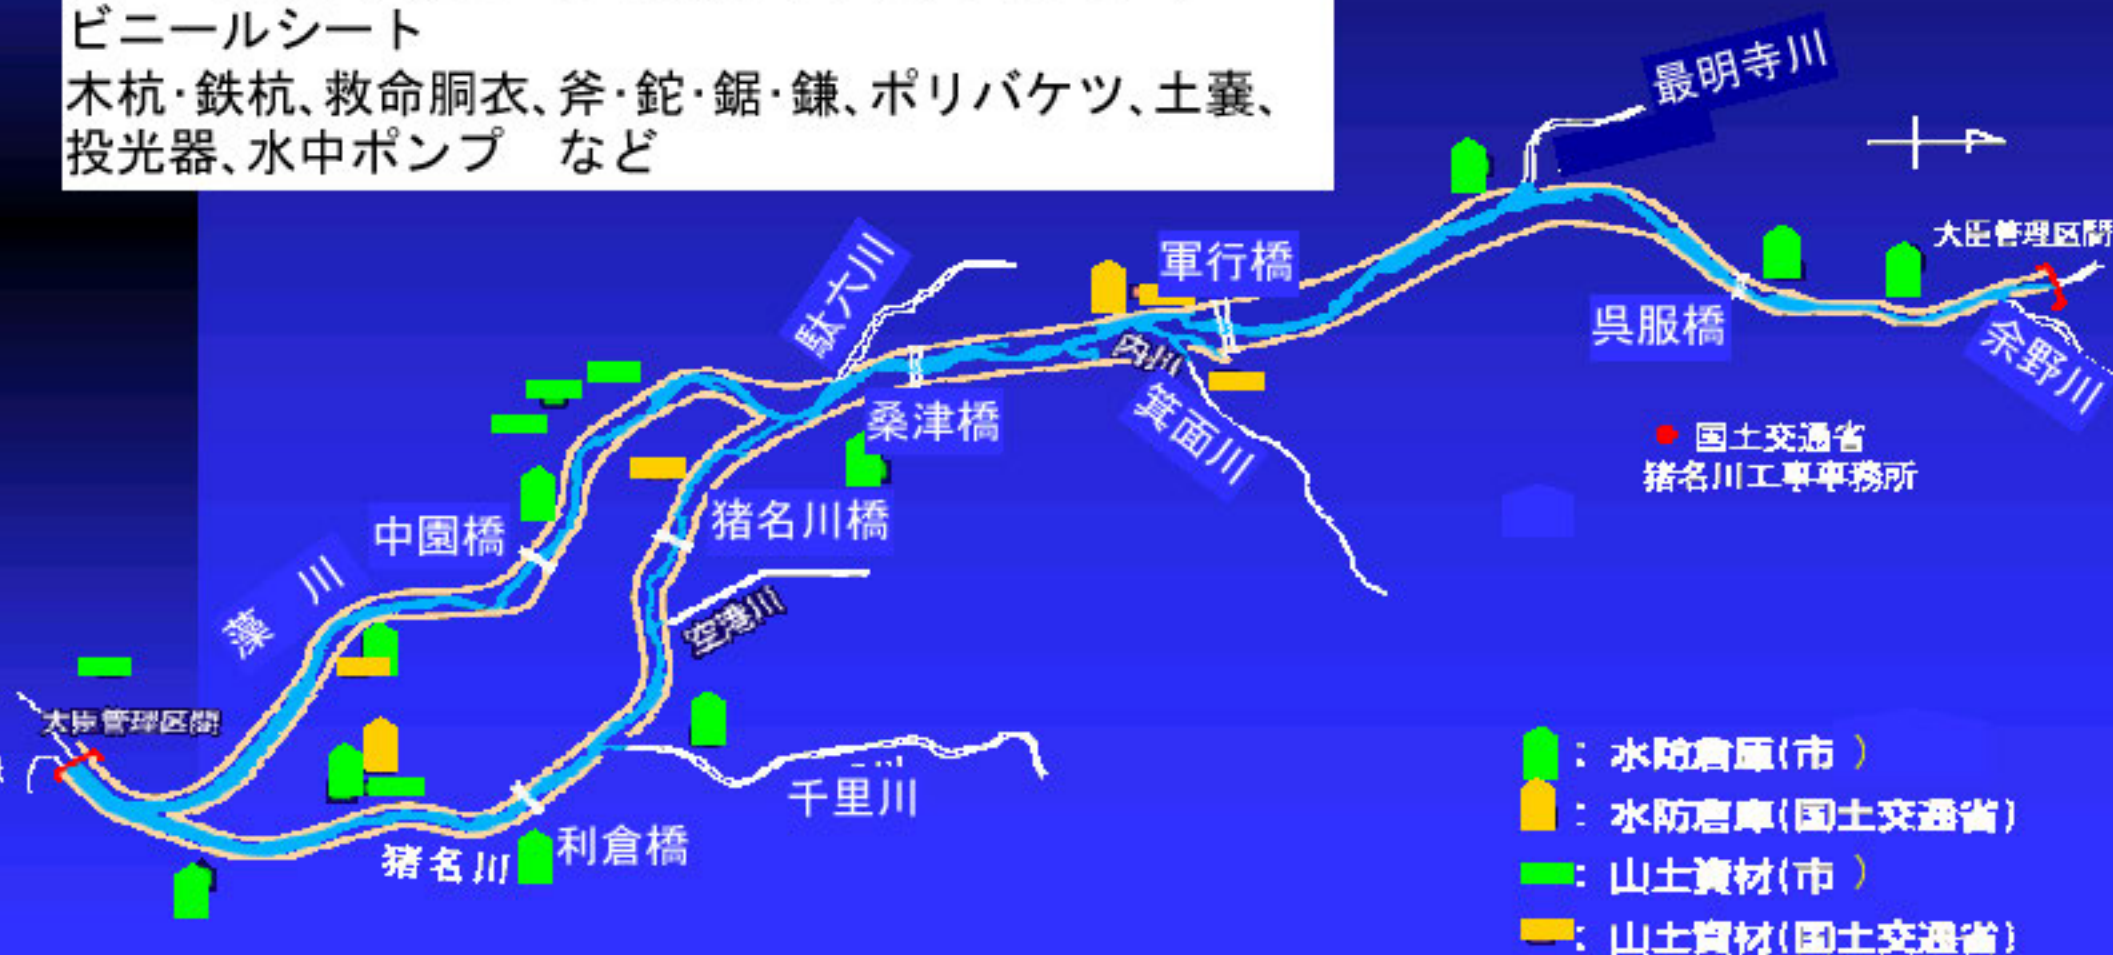 ビニールシート
木杭･鉄杭、救命胴衣、斧･鉈･鋸･鎌、ポリバケツ、土嚢、
投光器、水中ポンプ　など
最明寺川
大臣管理区間
駄六川
軍行橋
呉服橋
余野川
内川
箕面川
桑津橋
国土交通省
猪名川工事事務所
中園橋
猪名川橋
藻　川
空港川
大臣管理区間
千里川
猪名川
利倉橋
：水防倉庫(市 )
：水防倉庫(国土交通省)
：山土資材(市 )
：山土資材(国土交通省)